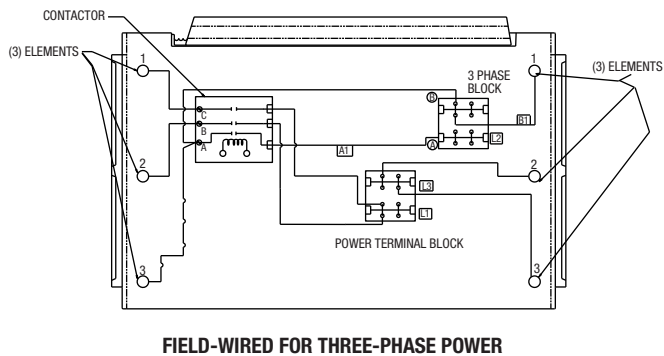 CONTACTOR
(3) ELEMENTS
1
C
B
A
2
3
A1
3 PHASE
BLOCK
B
A
B1
L2
L3
L1
POWER TERMINAL BLOCK
1
(3) ELEMENTS
2
3
FIELD-WIRED FOR THREE-PHASE POWER